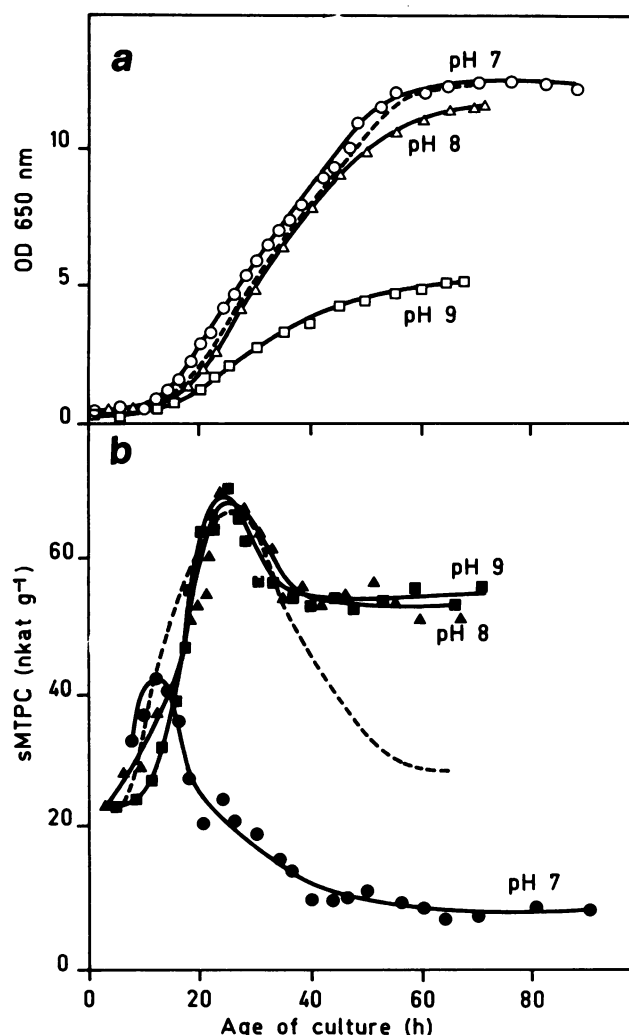 a
pH 7
pH 8
pH 9
OD 650 nm
10
5
0
b
pH 9
pH 8
pH 7
sMTPC (nkat g⁻¹)
60
40
20
0
0 20 40 60 80
Age of culture (h)